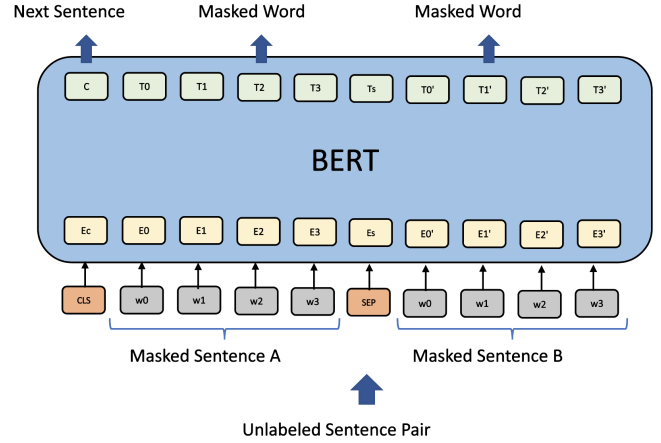 Next Sentence Masked Word Masked Word
C T0 T1 T2 T3 Ts T0' T1' T2' T3'
BERT
Ec E0 E1 E2 E3 Es E0' E1' E2' E3'
CLS w0 w1 w2 w3 SEP w0 w1 w2 w3
Masked Sentence A Masked Sentence B
Unlabeled Sentence Pair